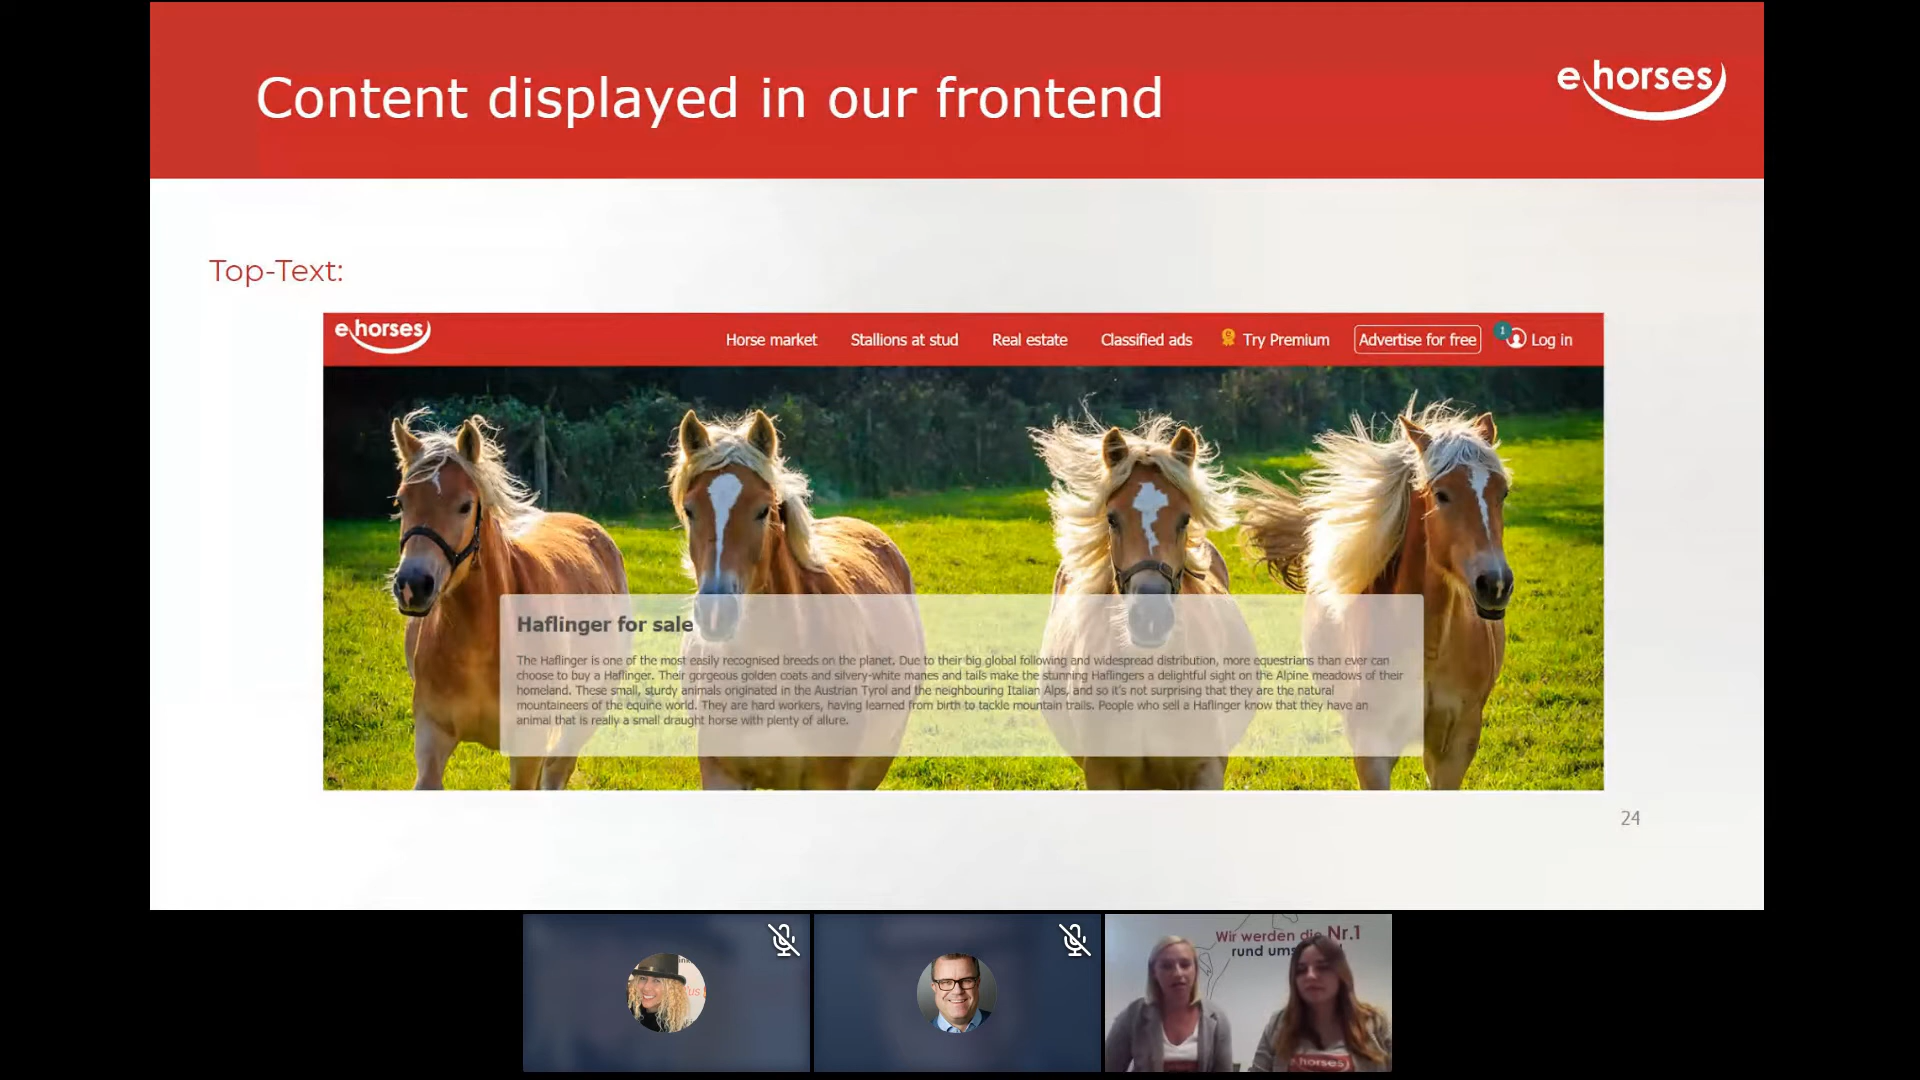 Content displayed in our frontend
ehorses
Top-Text:
ehorses
Horse market Stallions at stud Real estate Classified ads Try Premium Advertise for free 1 Log in
Haflinger for sale
The Haflinger is one of the most easily recognised breeds on the planet. Due to their big global following and widespread distribution, more equestrians than ever can
choose to buy a Haflinger. Their gorgeous golden coats and silvery-white manes and tails make the stunning Haflingers a delightful sight on the Alpine meadows of their
homeland. These small, sturdy animals originated in the Austrian Tyrol and the neighbouring Italian Alps, and so it's not surprising that they are the natural
mountaineers of the equine world. They are hard workers, having learned from birth to tackle mountain trails. People who sell a Haflinger know that they have an
animal that is really a small draught horse with plenty of allure.
24
Wir werden die Nr.1
rund ums
horses